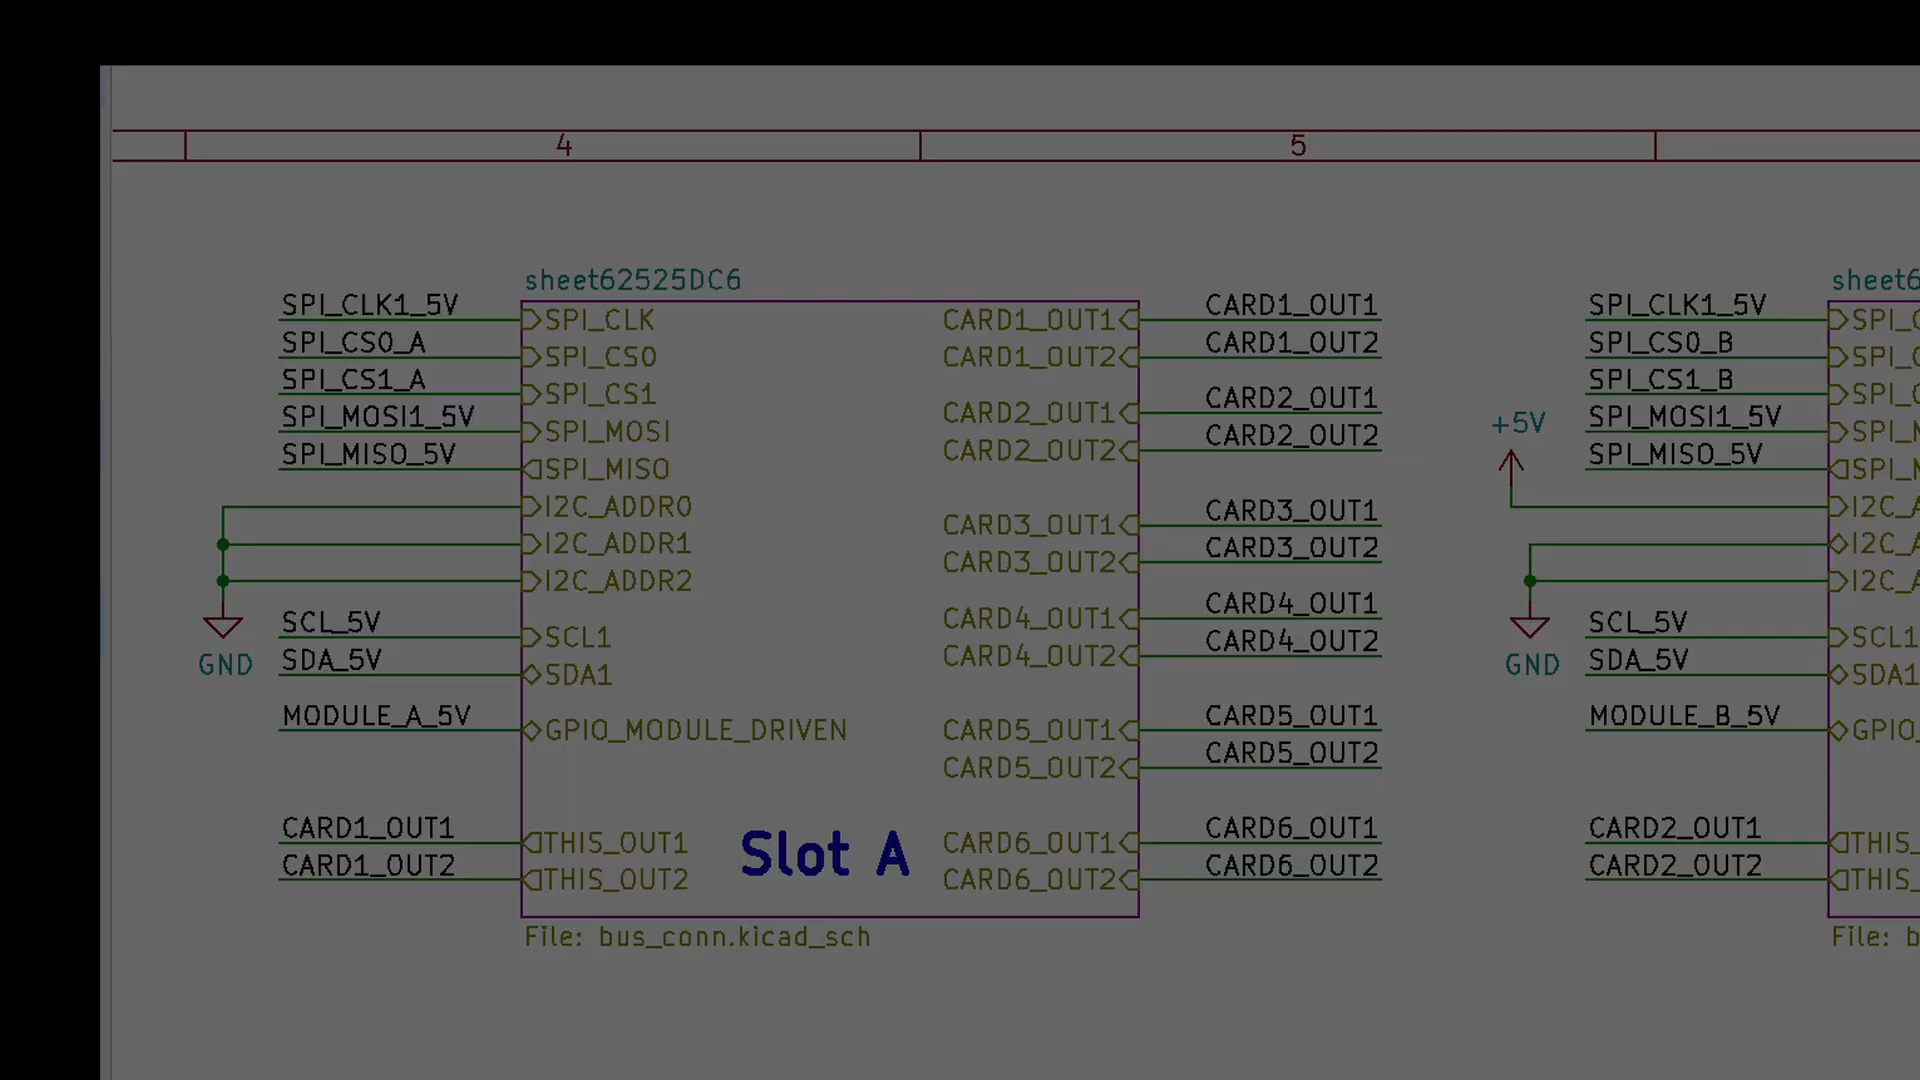 4
5
sheet62525DC6
SPI_CLK1_5V
SPI_CS0_A
SPI_CS1_A
SPI_MOSI1_5V
SPI_MISO_5V
GND
SCL_5V
SDA_5V
MODULE_A_5V
CARD1_OUT1
CARD1_OUT2
SPI_CLK
SPI_CS0
SPI_CS1
SPI_MOSI
SPI_MISO
I2C_ADDR0
I2C_ADDR1
I2C_ADDR2
SCL1
SDA1
GPIO_MODULE_DRIVEN
THIS_OUT1
THIS_OUT2
Slot A
CARD1_OUT1
CARD1_OUT2
CARD2_OUT1
CARD2_OUT2
CARD3_OUT1
CARD3_OUT2
CARD4_OUT1
CARD4_OUT2
CARD5_OUT1
CARD5_OUT2
CARD6_OUT1
CARD6_OUT2
CARD1_OUT1
CARD1_OUT2
CARD2_OUT1
CARD2_OUT2
CARD3_OUT1
CARD3_OUT2
CARD4_OUT1
CARD4_OUT2
CARD5_OUT1
CARD5_OUT2
CARD6_OUT1
CARD6_OUT2
File: bus_conn.kicad_sch
+5V
GND
SPI_CLK1_5V
SPI_CS0_B
SPI_CS1_B
SPI_MOSI1_5V
SPI_MISO_5V
SCL_5V
SDA_5V
MODULE_B_5V
CARD2_OUT1
CARD2_OUT2
SCL1
SDA1
File: